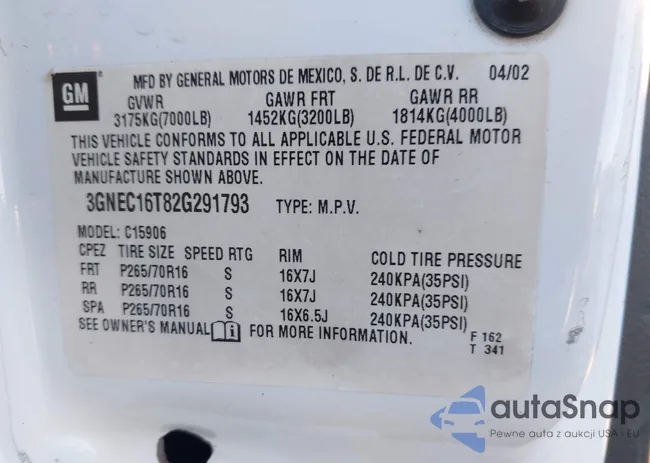 GM
MFD BY GENERAL MOTORS DE MEXICO, S. DE R.L. DE C.V. 04/02
GVWR GAWR FRT GAWR RR
3175KG(7000LB) 1452KG(3200LB) 1814KG(4000LB)
THIS VEHICLE CONFORMS TO ALL APPLICABLE U.S. FEDERAL MOTOR
VEHICLE SAFETY STANDARDS IN EFFECT ON THE DATE OF
MANUFACTURE SHOWN ABOVE.
3GNEC16T82G291793 TYPE: M.P.V.
MODEL: C15906
CPEZ TIRE SIZE SPEED RTG RIM COLD TIRE PRESSURE
FRT P265/70R16 S 16X7J 240KPA(35PSI)
RR P265/70R16 S 16X7J 240KPA(35PSI)
SPA P265/70R16 S 16X6.5J 240KPA(35PSI)
SEE OWNER'S MANUAL i FOR MORE INFORMATION.
F 162
T 341
autaSnap
Pewne auta z aukcji USA - EU